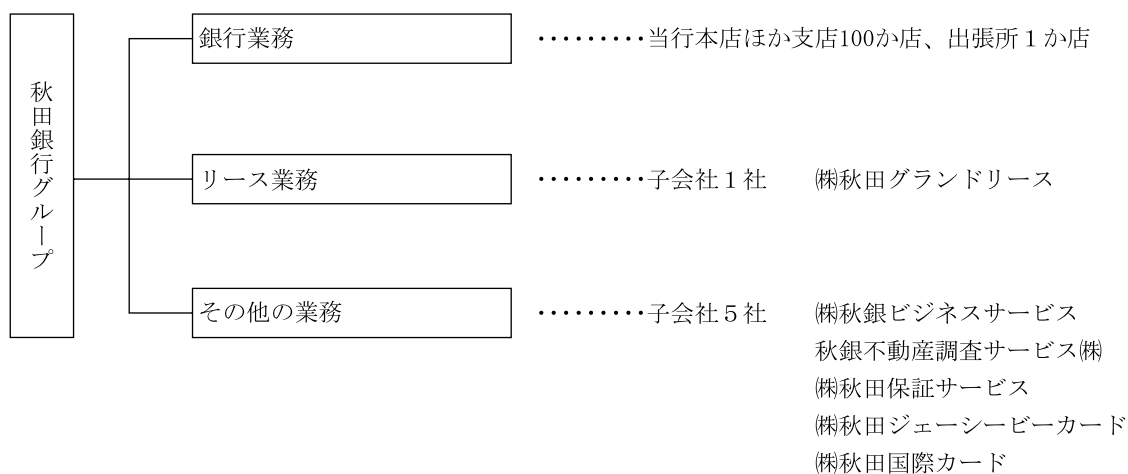 秋田銀行グループ
銀行業務 ………当行本店ほか支店100か店、出張所１か店
リース業務 ………子会社１社 ㈱秋田グランドリース
その他の業務 ………子会社５社 ㈱秋銀ビジネスサービス
秋銀不動産調査サービス㈱
㈱秋田保証サービス
㈱秋田ジェーシービーカード
㈱秋田国際カード